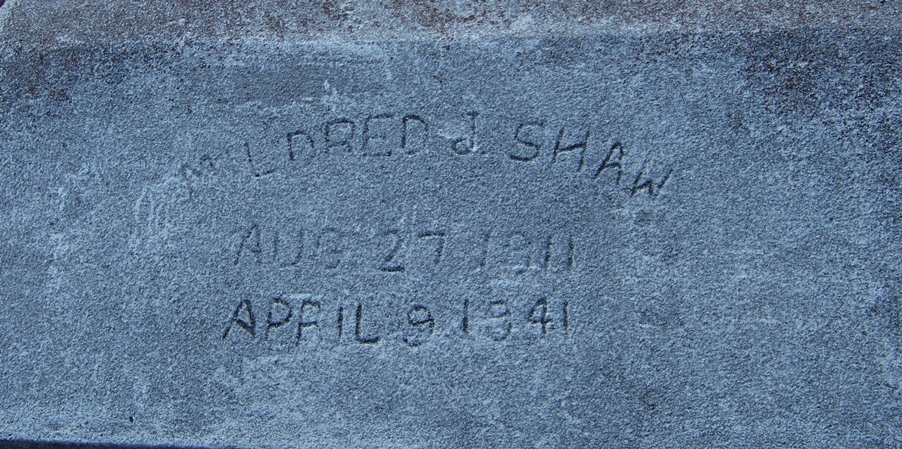 MILDRED J. SHAW
AUG 27 1911
APRIL 9 1941